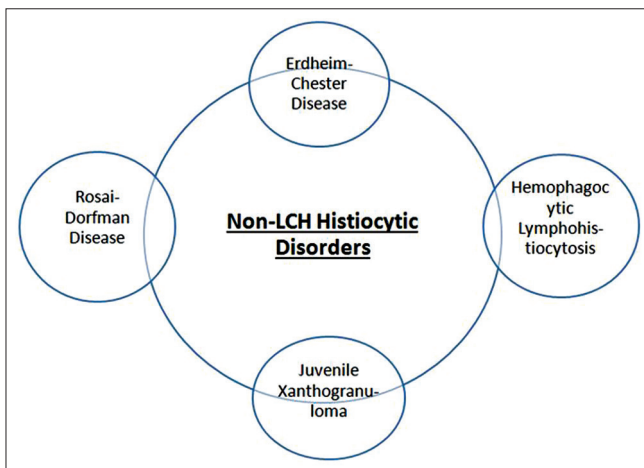 Erdheim-
Chester
Disease
Rosai-
Dorfman
Disease
Non-LCH Histiocytic
Disorders
Hemophagoc
ytic
Lymphohis-
tiocytosis
Juvenile
Xanthogranu-
loma